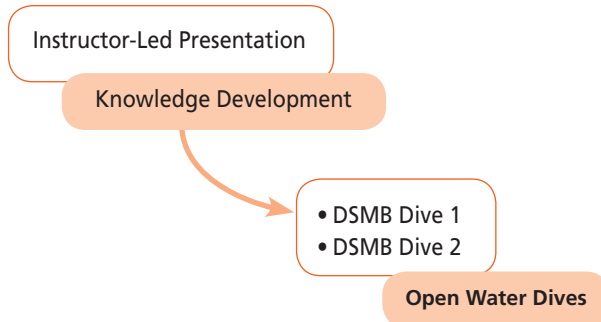 Instructor-Led Presentation
Knowledge Development
• DSMB Dive 1
• DSMB Dive 2
Open Water Dives